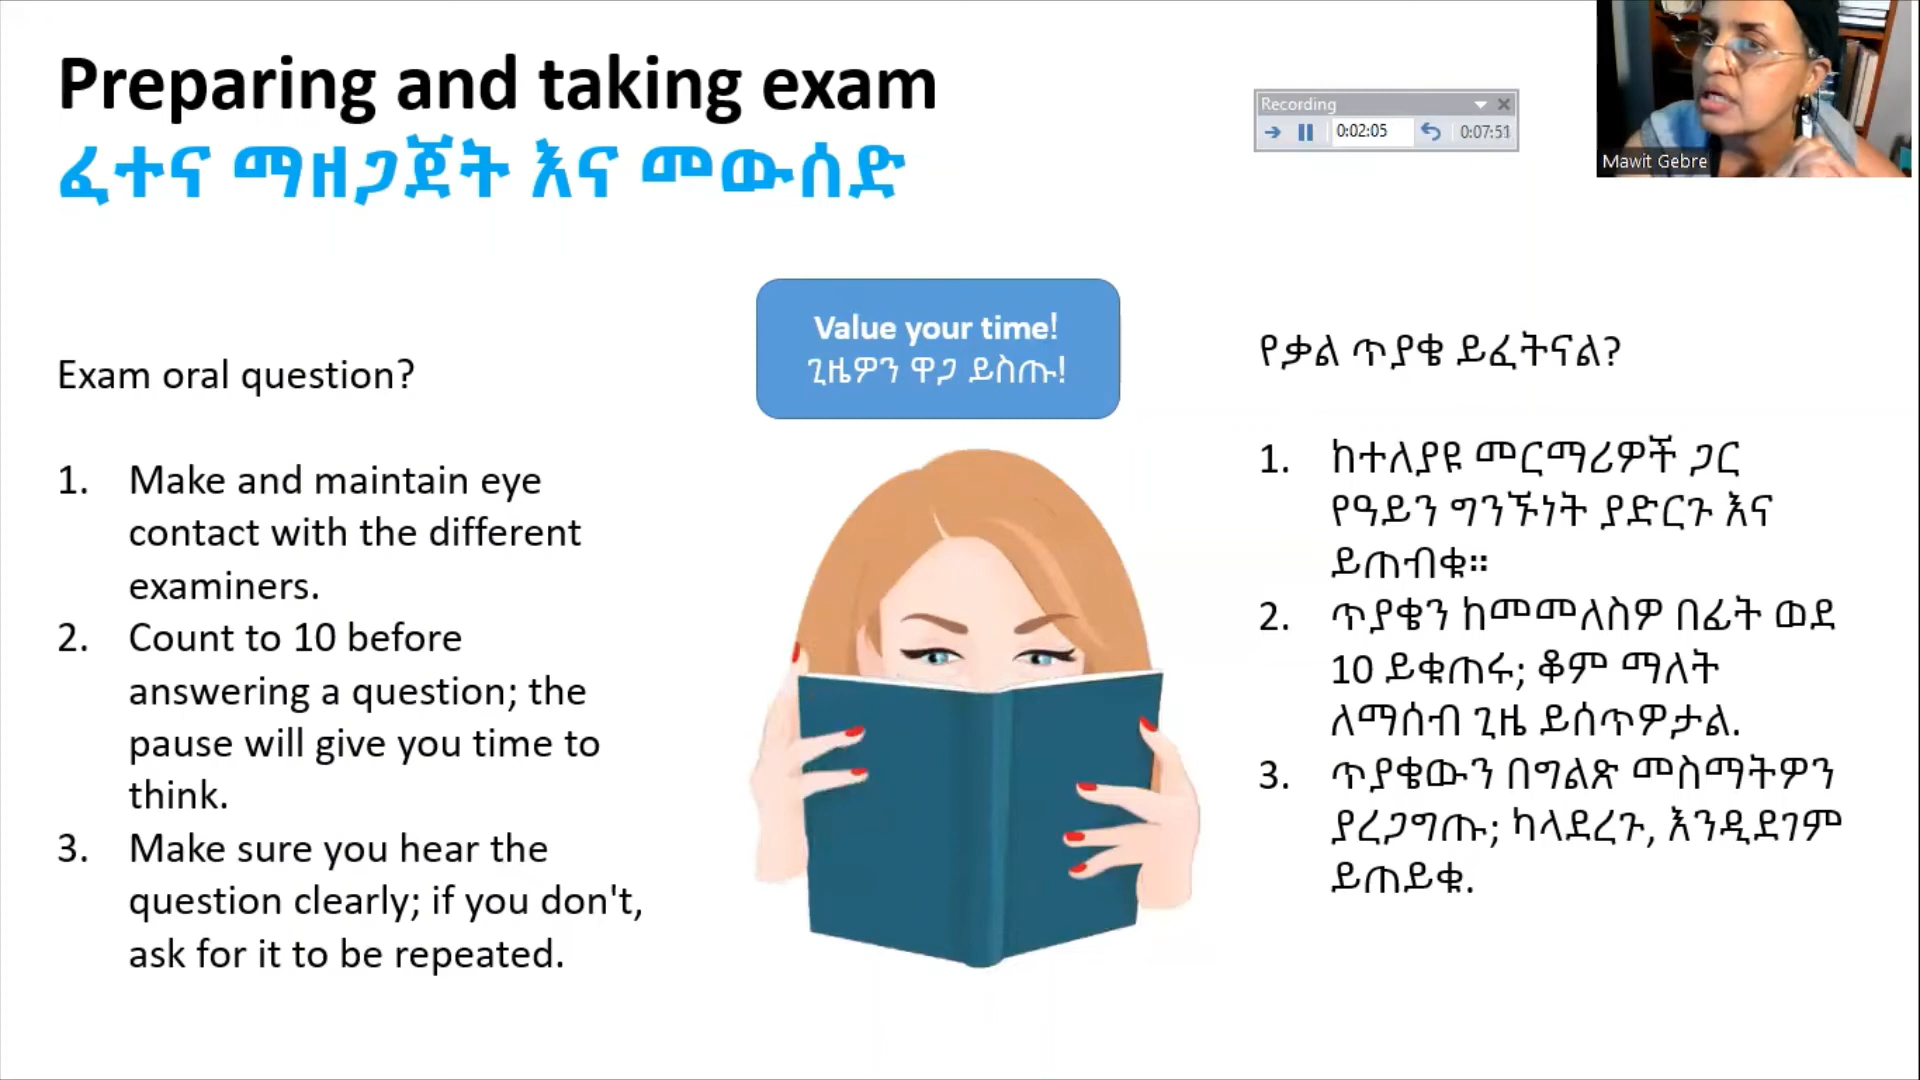 Preparing and taking exam
ፈተና ማዘጋጀት እና መውሰድ
Recording
0:02:05
0:07:51
Mawit Gebre
Value your time!
ጊዜዎን ዋጋ ይስጡ!
Exam oral question?
1. Make and maintain eye
contact with the different
examiners.
2. Count to 10 before
answering a question; the
pause will give you time to
think.
3. Make sure you hear the
question clearly; if you don't,
ask for it to be repeated.
የቃል ጥያቄ ይፈትናል?
1. ከተለያዩ መርማሪዎች ጋር
የዓይን ግንኙነት ያድርጉ እና
ይጠብቁ።
2. ጥያቄን ከመመለስዎ በፊት ወደ
10 ይቁጠሩ; ቆም ማለት
ለማሰብ ጊዜ ይሰጥዎታል.
3. ጥያቄውን በግልጽ መስማትዎን
ያረጋግጡ; ካላደረጉ, እንዲደገም
ይጠይቁ.